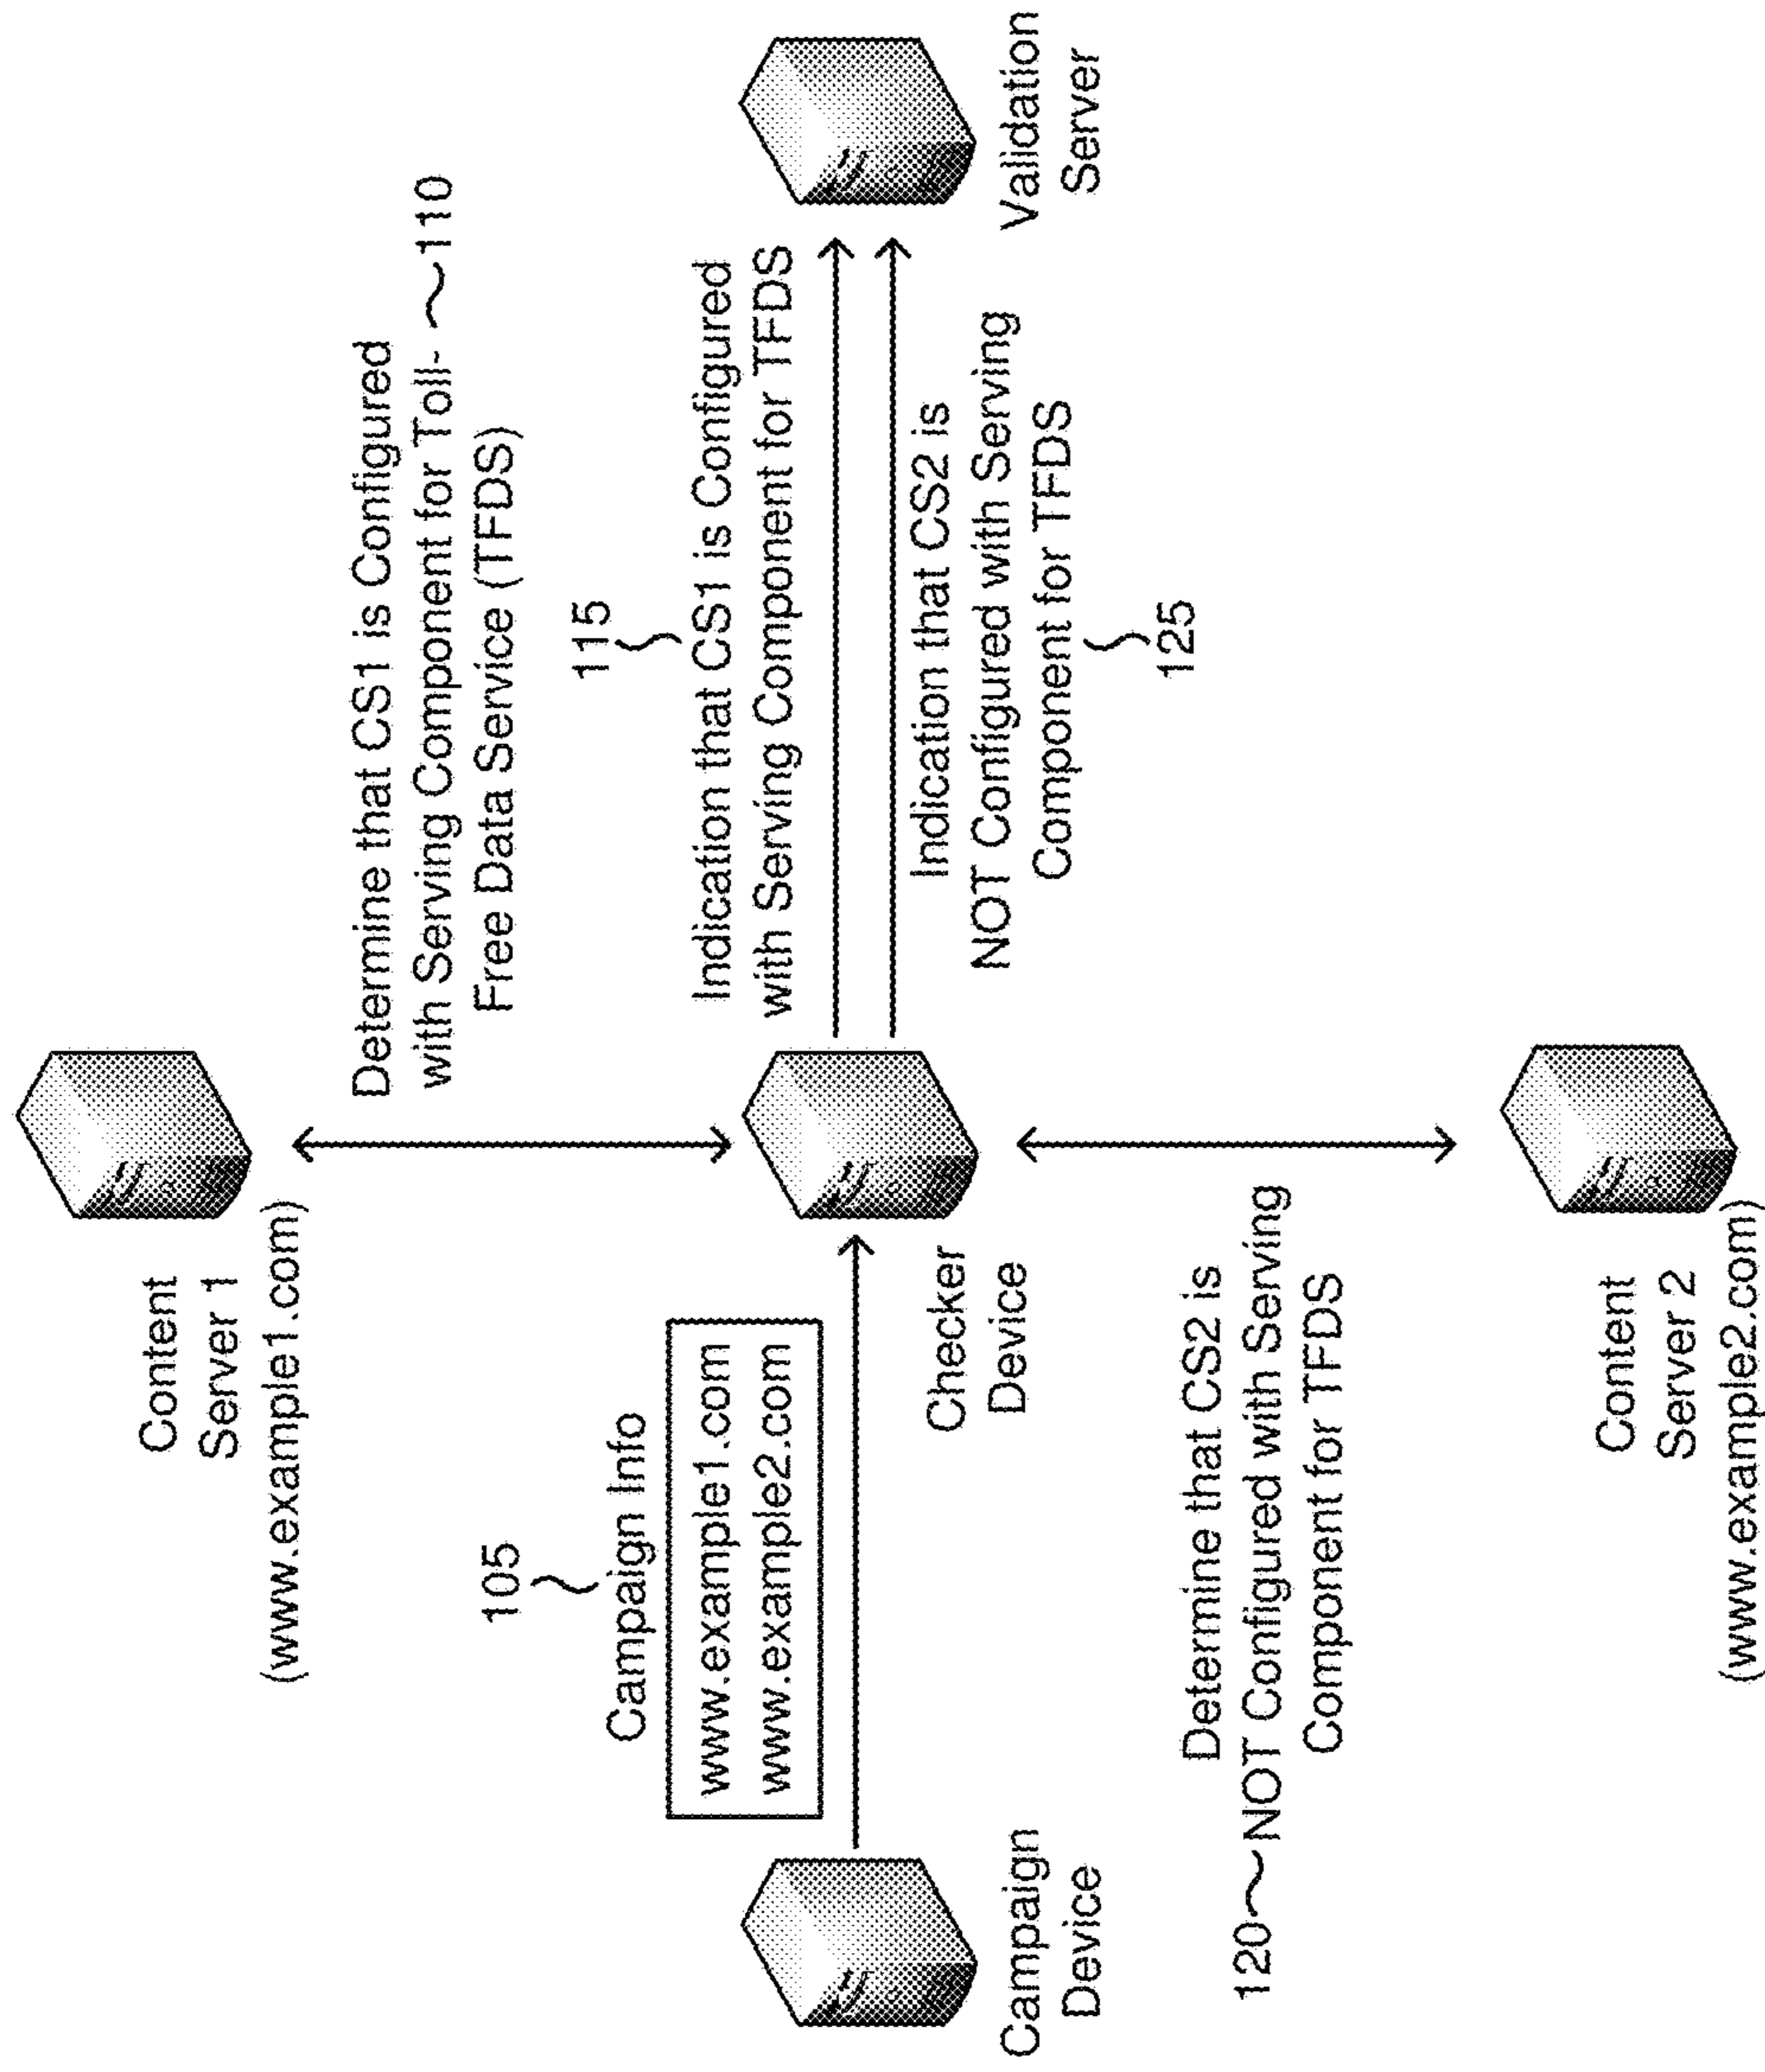 Content
Server 1
(www.example1.com)
Determine that CS1 is Configured
with Serving Component for Toll-
Free Data Service (TFDS)
110
105
Campaign Info
www.example1.com
www.example2.com
115
Indication that CS1 is Configured
with Serving Component for TFDS
Campaign
Device
Checker
Device
Indication that CS2 is
NOT Configured with Serving
Component for TFDS
125
Validation
Server
120
Determine that CS2 is
NOT Configured with Serving
Component for TFDS
Content
Server 2
(www.example2.com)